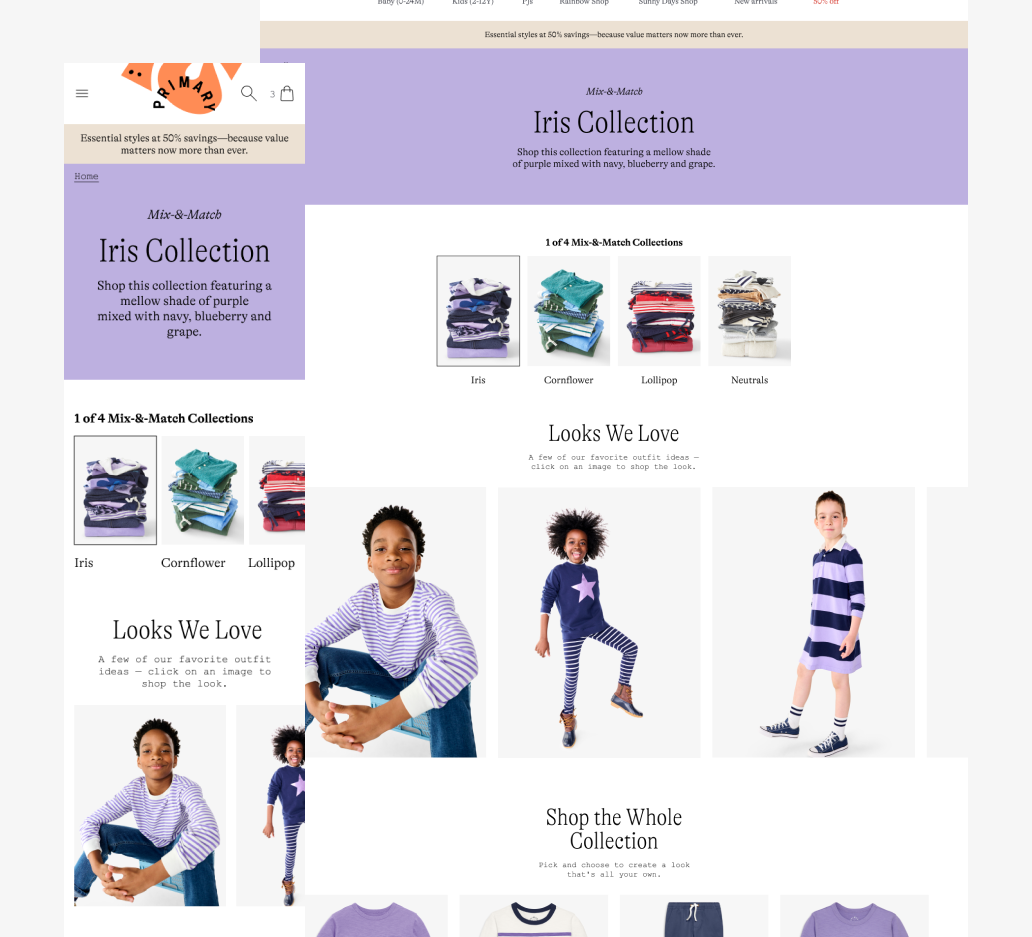 Baby (0-24M) Kids (2-12Y) PJs Rainbow Shop Sunny Days Shop New arrivals 50% off
Essential styles at 50% savings—because value matters now more than ever.
Mix-&-Match
Iris Collection
Shop this collection featuring a mellow shade
of purple mixed with navy, blueberry and grape.
1 of 4 Mix-&-Match Collections
Iris Cornflower Lollipop Neutrals
Looks We Love
A few of our favorite outfit ideas —
click on an image to shop the look.
Shop the Whole
Collection
Pick and choose to create a look
that's all your own.
PRIMARY
3
Essential styles at 50% savings—because value
matters now more than ever.
Home
Mix-&-Match
Iris Collection
Shop this collection featuring a
mellow shade of purple
mixed with navy, blueberry and
grape.
1 of 4 Mix-&-Match Collections
Iris Cornflower Lollipop
Looks We Love
A few of our favorite outfit
ideas — click on an image to
shop the look.